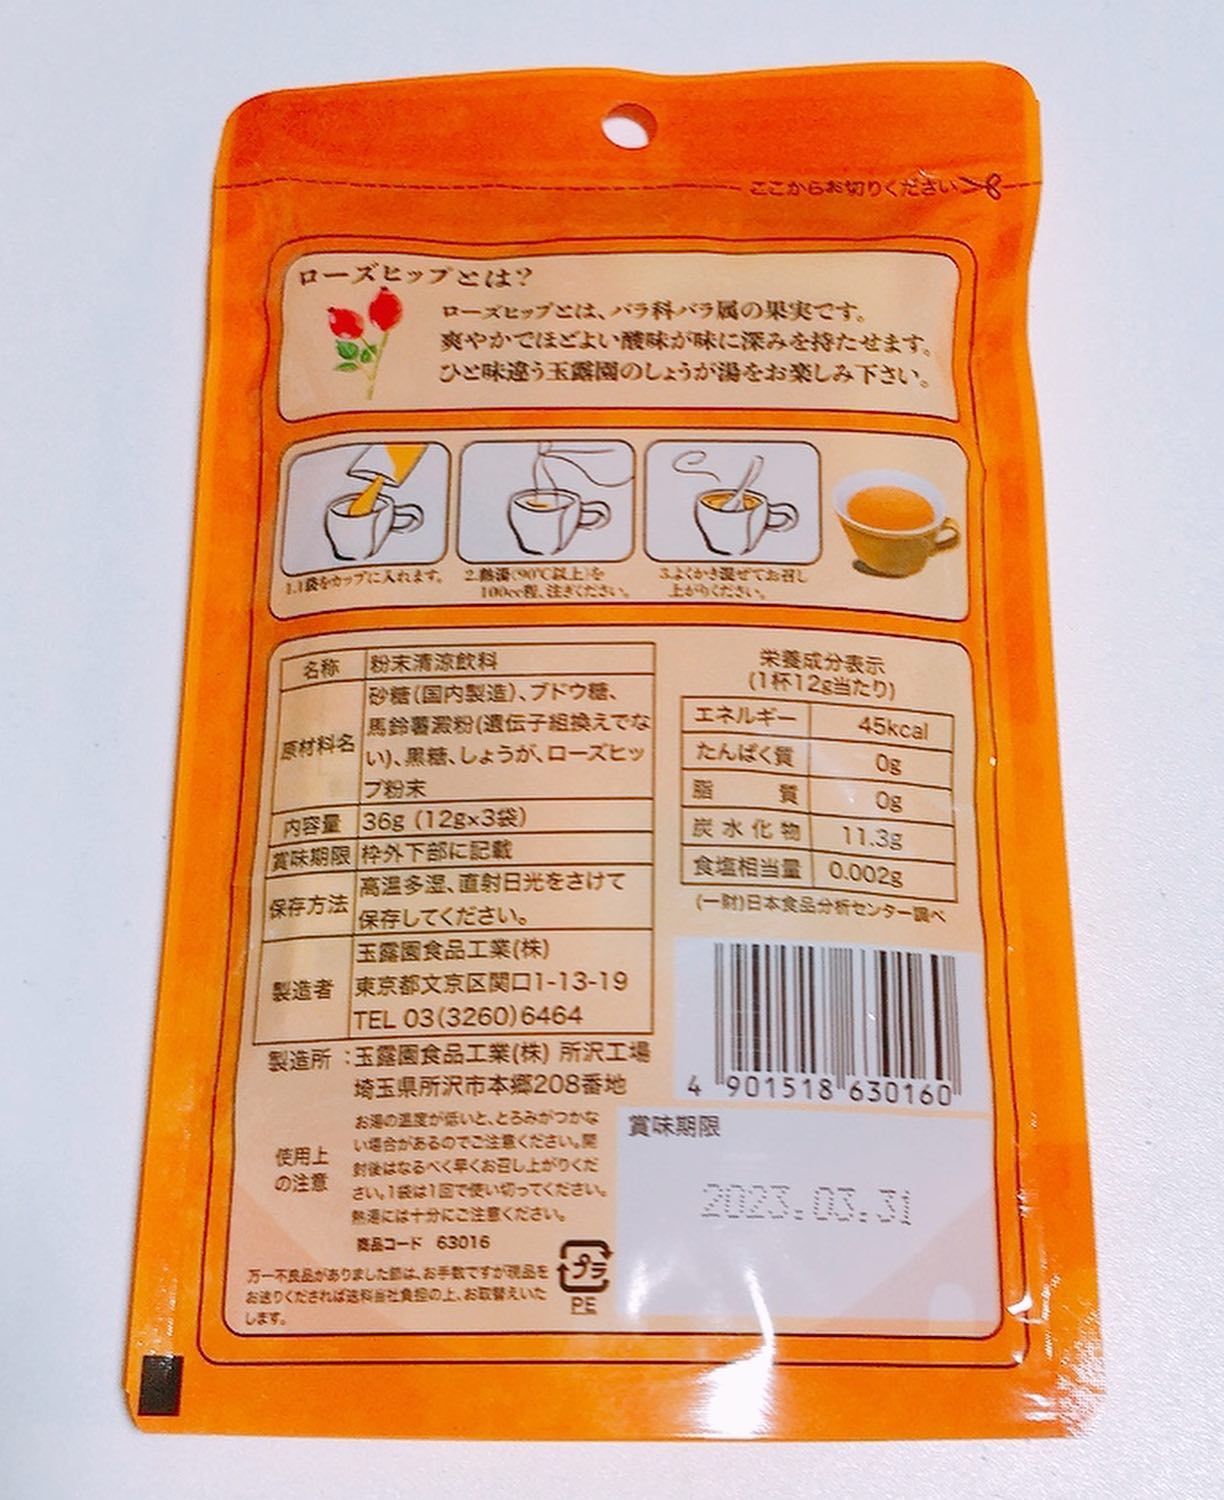 ここからお切りください
ローズヒップとは?
ローズヒップとは、バラ科バラ属の果実です。
爽やかでほどよい酸味が味に深みを持たせます。
ひと味違う玉露園のしょうが湯をお楽しみ下さい。
1.1袋をカップに入れます。
2.熱湯(90℃以上)を
100cc程、注ぎください。
3.よくかき混ぜてお召し
上がりください。
名称 粉末清涼飲料
原材料名 砂糖(国内製造)、ブドウ糖、
馬鈴薯澱粉(遺伝子組換えでな
い)、黒糖、しょうが、ローズヒッ
プ粉末
内容量 36g (12g×3袋)
賞味期限 枠外下部に記載
保存方法 高温多湿、直射日光をさけて
保存してください。
製造者 玉露園食品工業(株)
東京都文京区関口1-13-19
TEL 03(3260)6464
製造所:玉露園食品工業(株) 所沢工場
埼玉県所沢市本郷208番地
使用上の注意
お湯の温度が低いと、とろみがつかな
い場合があるのでご注意ください。開
封後はなるべく早くお召し上がりくだ
さい。1袋は1回で使い切ってください。
熱湯には十分にご注意ください。
商品コード 63016
万一不良品がありました節は、お手数ですが現品を
お送りくだされば送料当社負担の上、お取替えいた
します。
プラ
PE
栄養成分表示
(1杯12g当たり)
エネルギー 45kcal
たんぱく質 0g
脂質 0g
炭水化物 11.3g
食塩相当量 0.002g
(一財)日本食品分析センター調べ
4 901518 630160
賞味期限
2023.03.31